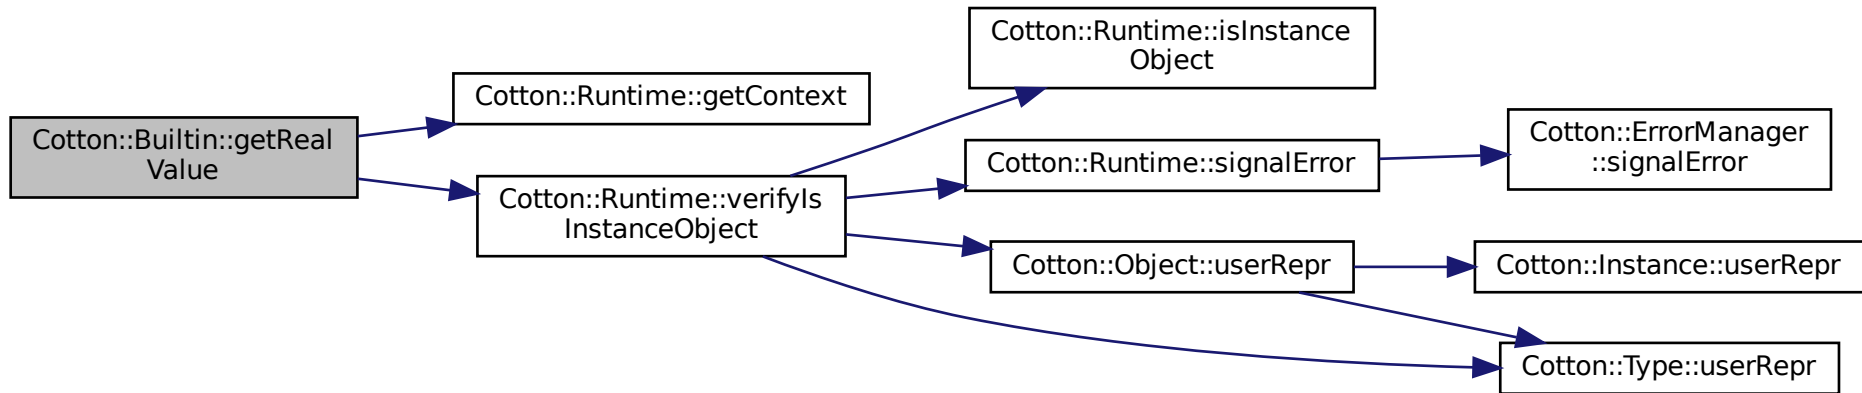 Cotton::Builtin::getReal
Value
Cotton::Runtime::getContext
Cotton::Runtime::verifyIs
InstanceObject
Cotton::Runtime::isInstance
Object
Cotton::Runtime::signalError
Cotton::ErrorManager
::signalError
Cotton::Object::userRepr
Cotton::Instance::userRepr
Cotton::Type::userRepr